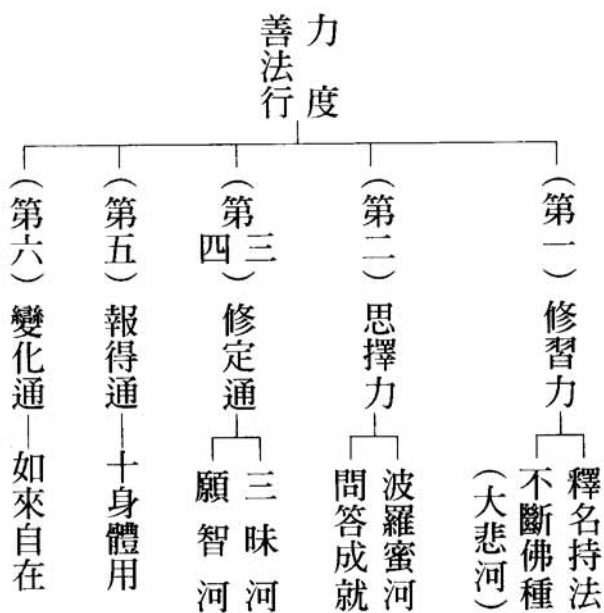 力度
善法行
(第一)修習力
釋名持法
不斷佛種
(大悲河)
(第二)思擇力
波羅蜜河
問答成就
(第三四)修定通
三昧河
願智河
(第五)報得通—十身體用
(第六)變化通—如來自在